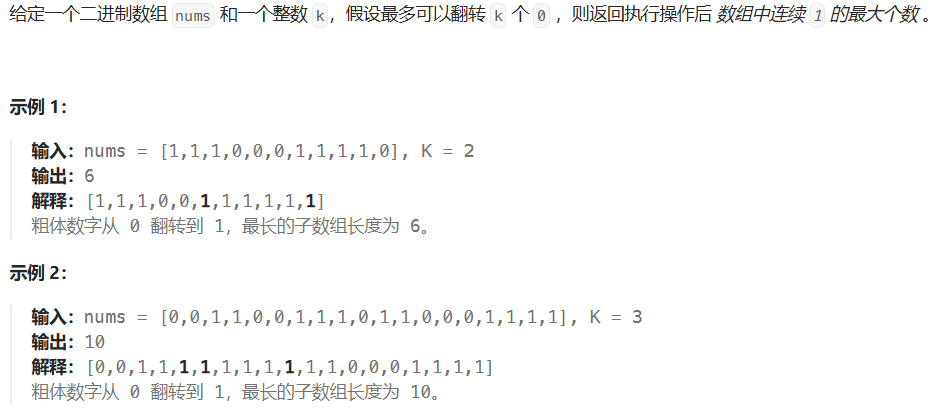 给定一个二进制数组 nums 和一个整数 k，假设最多可以翻转 k 个 0 ，则返回执行操作后 数组中连续 1 的最大个数 。
示例 1：
输入：nums = [1,1,1,0,0,0,1,1,1,1,0], K = 2
输出：6
解释：[1,1,1,0,0,1,1,1,1,1,1]
粗体数字从 0 翻转到 1，最长的子数组长度为 6。
示例 2：
输入：nums = [0,0,1,1,0,0,1,1,1,0,1,1,0,0,0,1,1,1,1], K = 3
输出：10
解释：[0,0,1,1,1,1,1,1,1,1,1,1,0,0,0,1,1,1,1]
粗体数字从 0 翻转到 1，最长的子数组长度为 10。